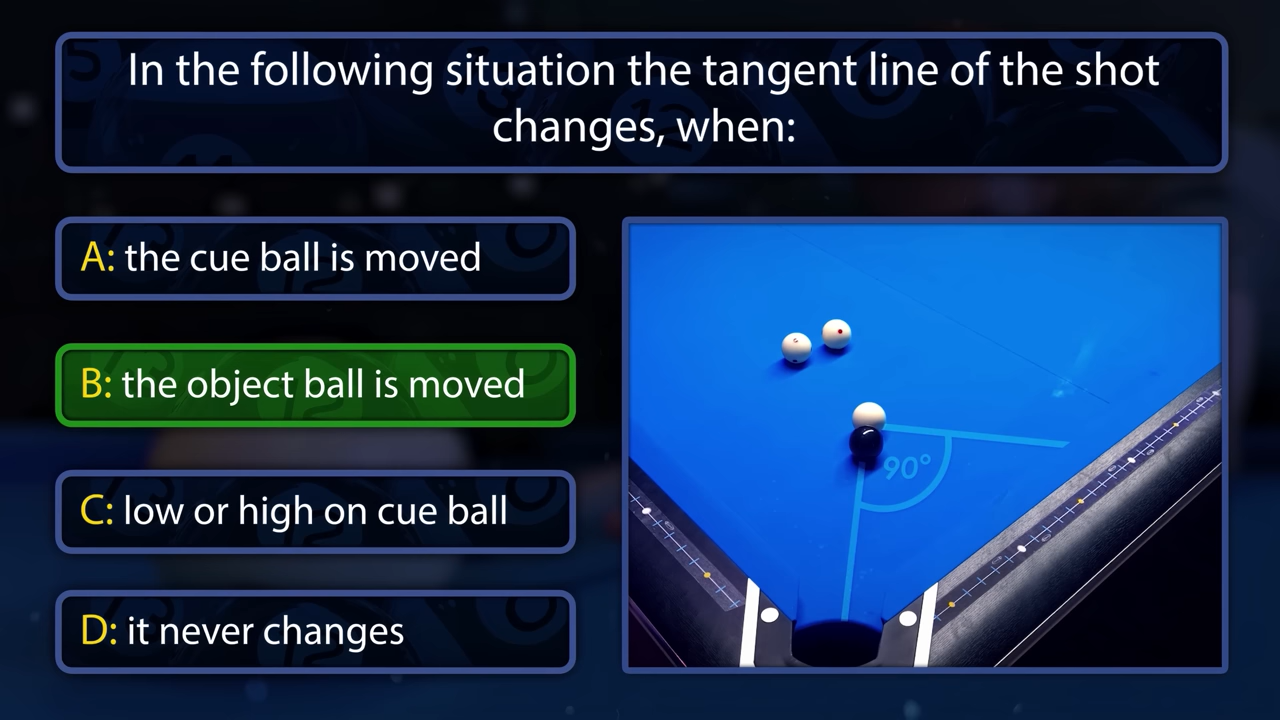 In the following situation the tangent line of the shot
changes, when:
A: the cue ball is moved
B: the object ball is moved
C: low or high on cue ball
D: it never changes
90°